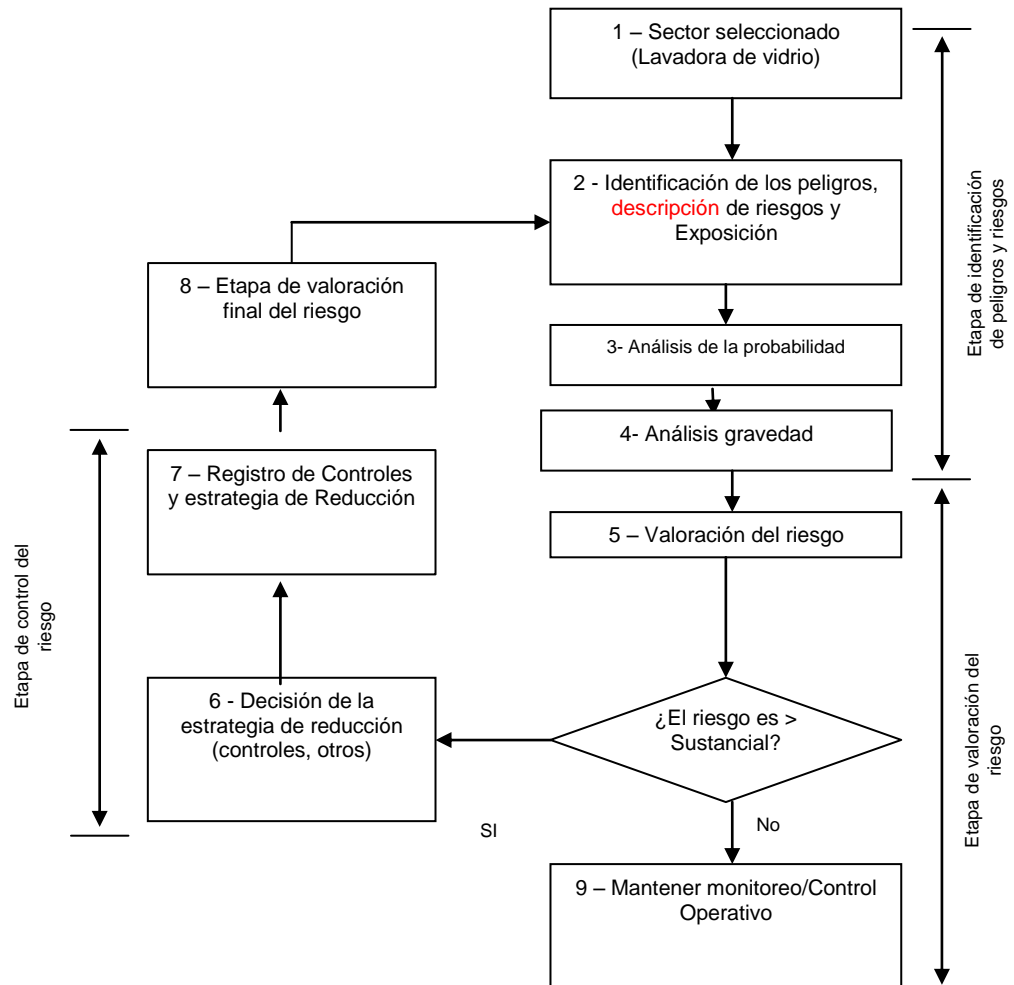 1 – Sector seleccionado
(Lavadora de vidrio)
2 - Identificación de los peligros,
descripción de riesgos y
Exposición
8 – Etapa de valoración
final del riesgo
3- Análisis de la probabilidad
4- Análisis gravedad
7 – Registro de Controles
y estrategia de Reducción
5 – Valoración del riesgo
6 - Decisión de la
estrategia de reducción
(controles, otros)
¿El riesgo es >
Sustancial?
SI
No
9 – Mantener monitoreo/Control
Operativo
Etapa de identificación
de peligros y riesgos
Etapa de control del
riesgo
Etapa de valoración del
riesgo